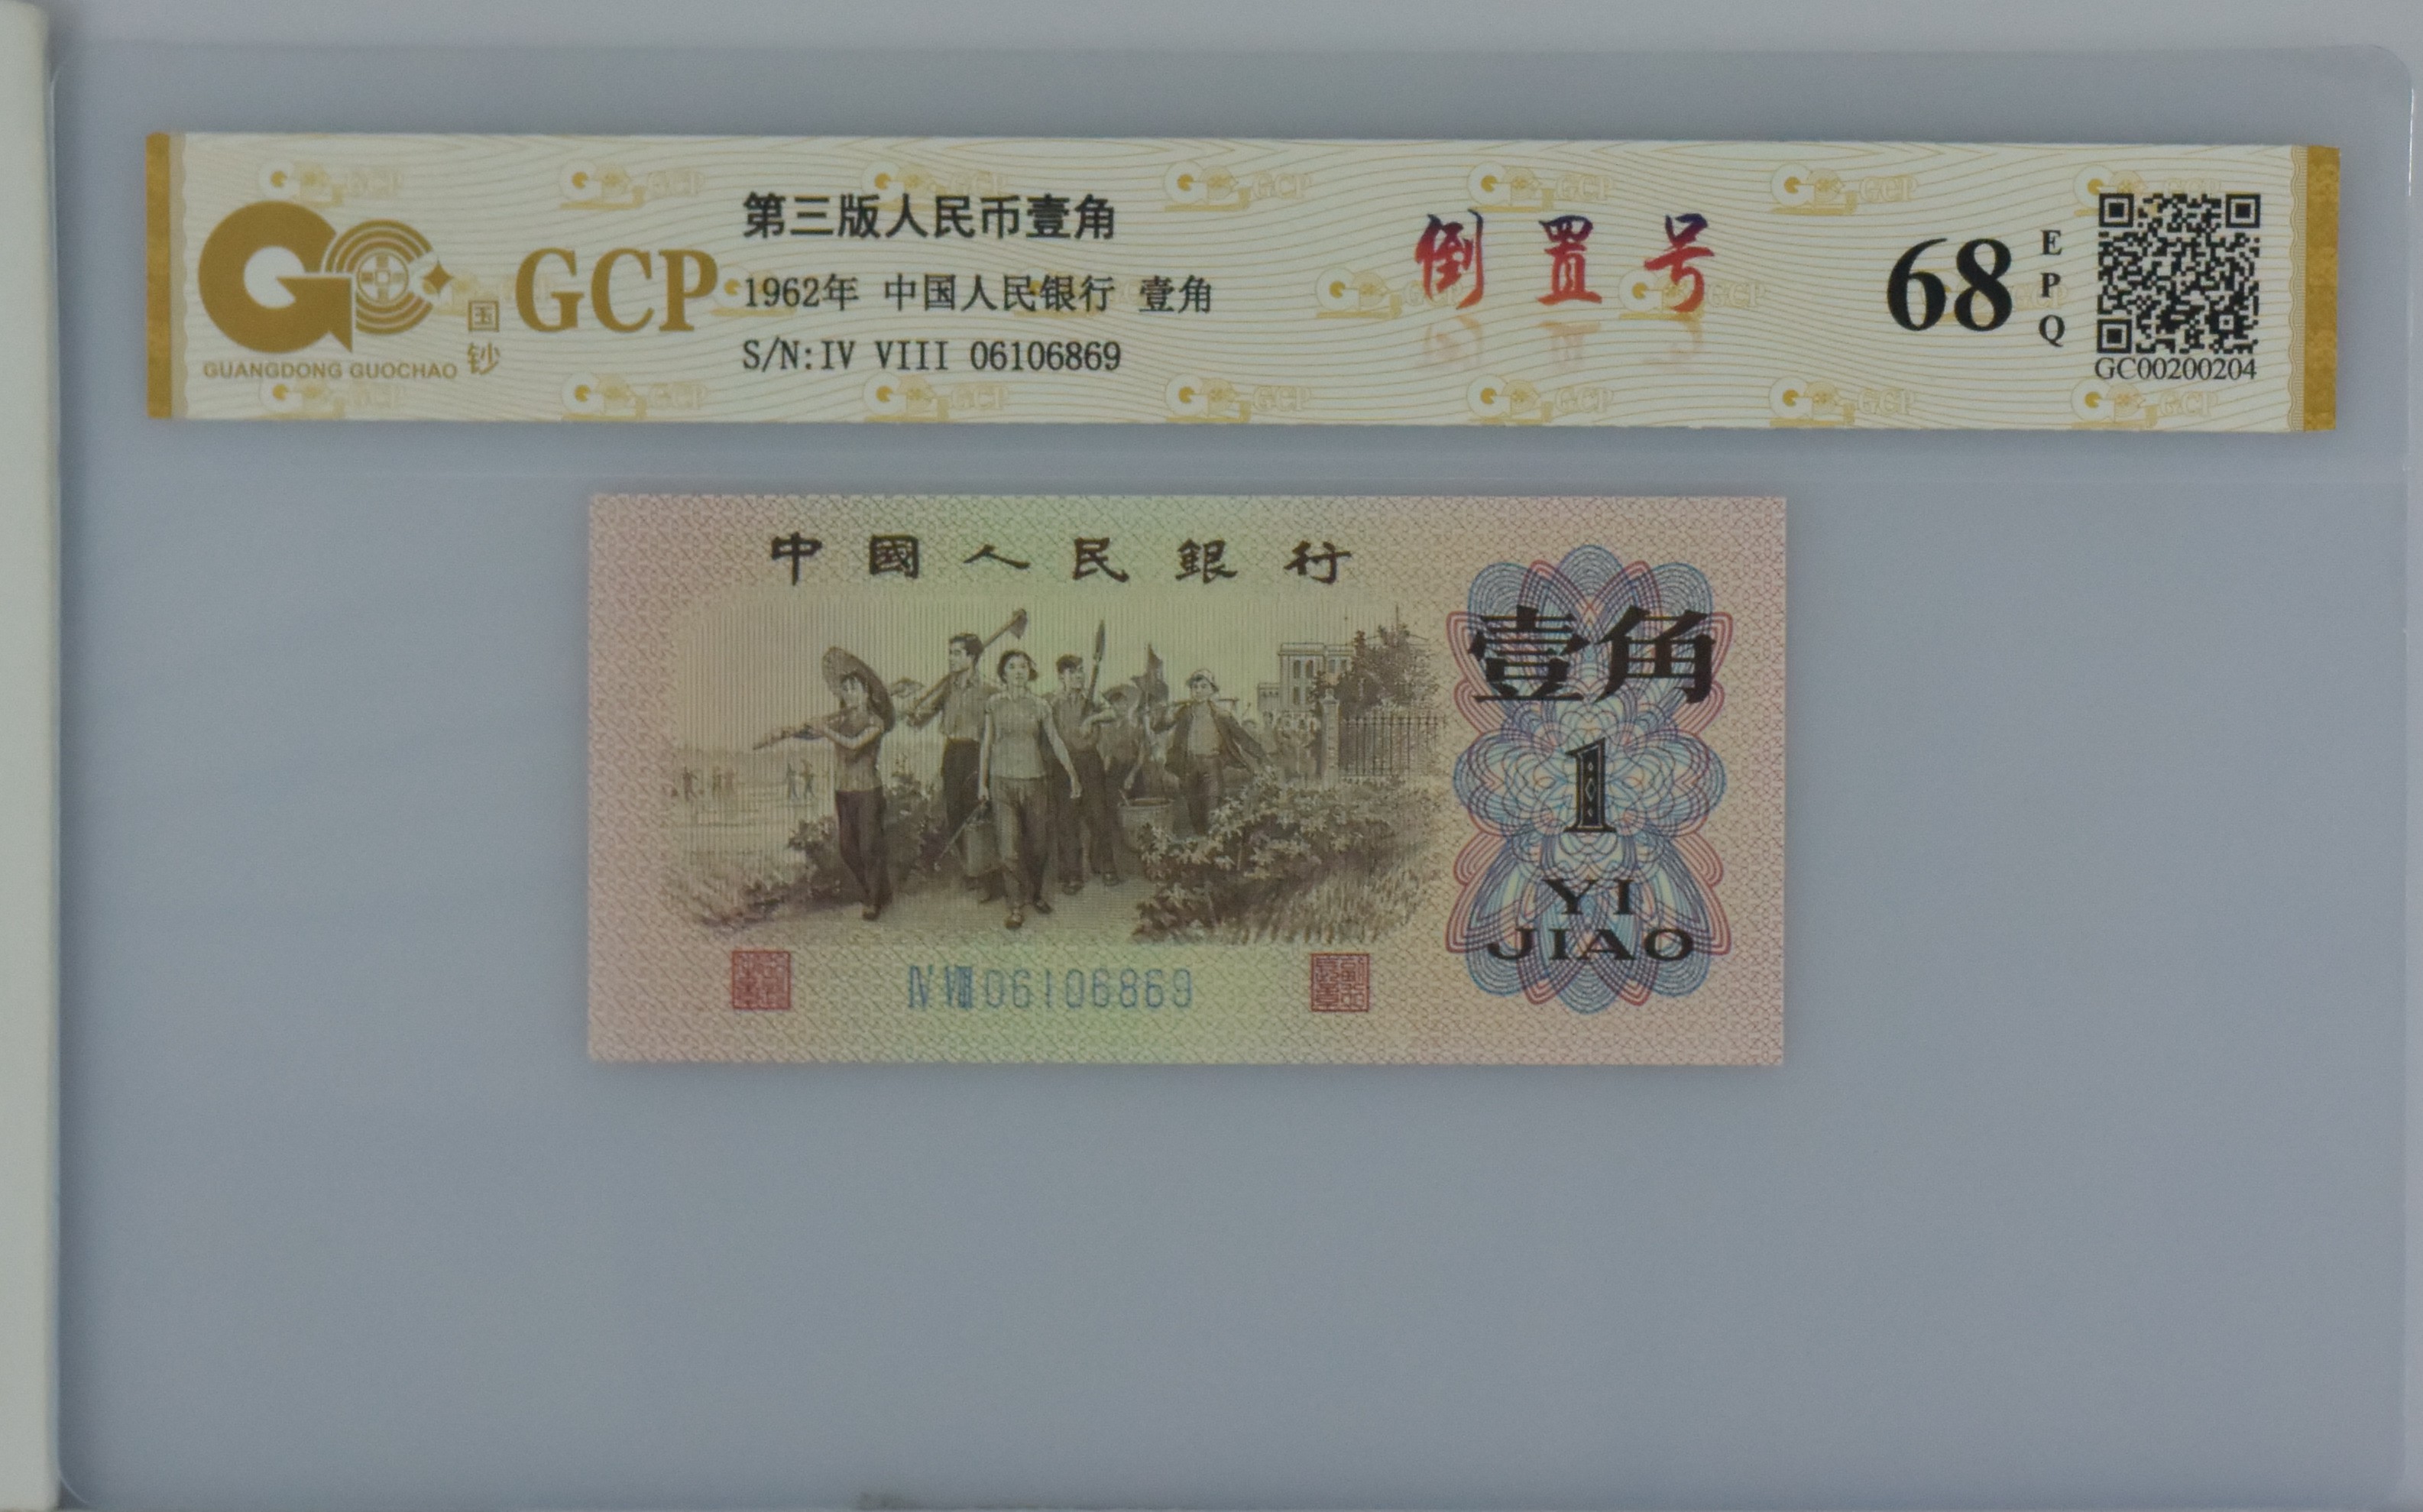 GUANGDONG GUOCHAO
国钞
GCP
第三版人民币壹角
1962年 中国人民银行 壹角
S/N:IV VIII 06106869
倒置号
68
EPQ
GC00200204
中國人民銀行
壹角
1
YI
JIAO
IV VIII 06106869